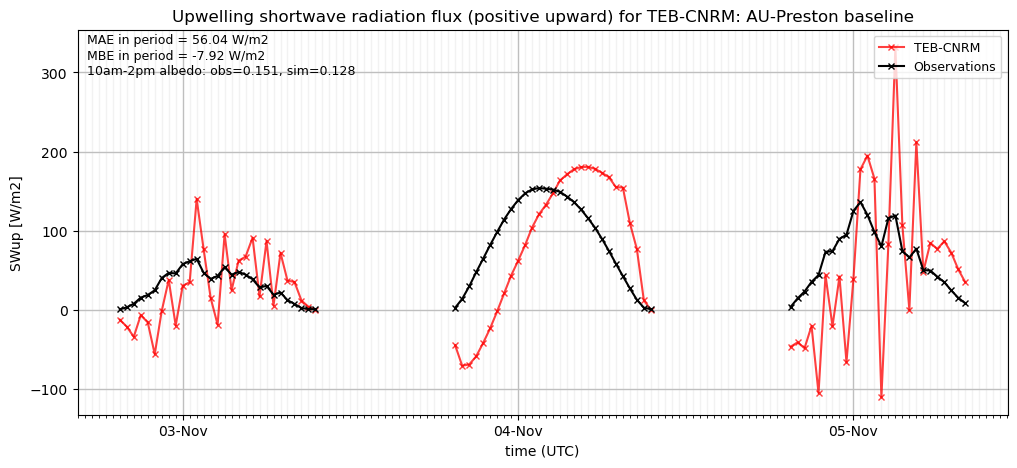 Upwelling shortwave radiation flux (positive upward) for TEB-CNRM: AU-Preston baseline
MAE in period = 56.04 W/m2
MBE in period = -7.92 W/m2
10am-2pm albedo: obs=0.151, sim=0.128
TEB-CNRM
Observations
SWup [W/m2]
300
200
100
0
−100
03-Nov
04-Nov
05-Nov
time (UTC)